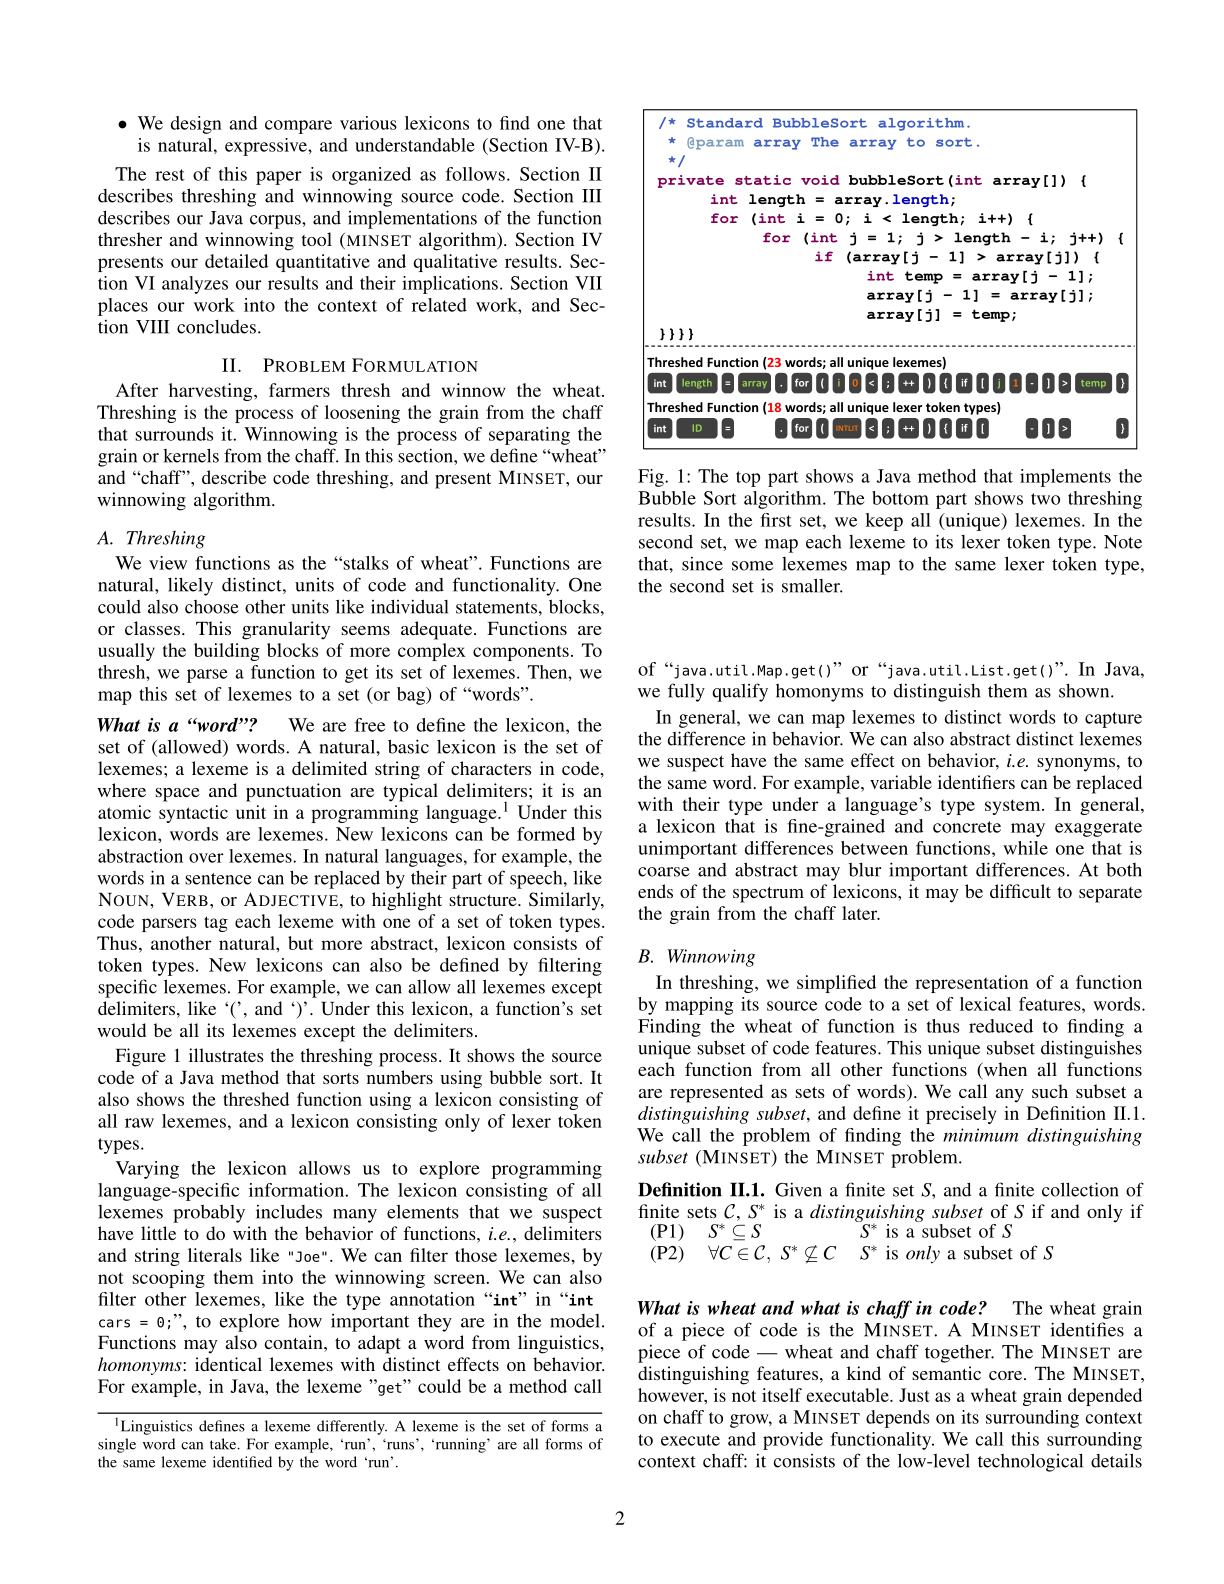 • We design and compare various lexicons to find one that
is natural, expressive, and understandable (Section IV-B).
The rest of this paper is organized as follows. Section II
describes threshing and winnowing source code. Section III
describes our Java corpus, and implementations of the function
thresher and winnowing tool (MINSET algorithm). Section IV
presents our detailed quantitative and qualitative results. Sec-
tion VI analyzes our results and their implications. Section VII
places our work into the context of related work, and Sec-
tion VIII concludes.
II. PROBLEM FORMULATION
After harvesting, farmers thresh and winnow the wheat.
Threshing is the process of loosening the grain from the chaff
that surrounds it. Winnowing is the process of separating the
grain or kernels from the chaff. In this section, we define “wheat”
and “chaff”, describe code threshing, and present MINSET, our
winnowing algorithm.
A. Threshing
We view functions as the “stalks of wheat”. Functions are
natural, likely distinct, units of code and functionality. One
could also choose other units like individual statements, blocks,
or classes. This granularity seems adequate. Functions are
usually the building blocks of more complex components. To
thresh, we parse a function to get its set of lexemes. Then, we
map this set of lexemes to a set (or bag) of “words”.
What is a “word”? We are free to define the lexicon, the
set of (allowed) words. A natural, basic lexicon is the set of
lexemes; a lexeme is a delimited string of characters in code,
where space and punctuation are typical delimiters; it is an
atomic syntactic unit in a programming language.1 Under this
lexicon, words are lexemes. New lexicons can be formed by
abstraction over lexemes. In natural languages, for example, the
words in a sentence can be replaced by their part of speech, like
NOUN, VERB, or ADJECTIVE, to highlight structure. Similarly,
code parsers tag each lexeme with one of a set of token types.
Thus, another natural, but more abstract, lexicon consists of
token types. New lexicons can also be defined by filtering
specific lexemes. For example, we can allow all lexemes except
delimiters, like ‘(’, and ‘)’. Under this lexicon, a function’s set
would be all its lexemes except the delimiters.
Figure 1 illustrates the threshing process. It shows the source
code of a Java method that sorts numbers using bubble sort. It
also shows the threshed function using a lexicon consisting of
all raw lexemes, and a lexicon consisting only of lexer token
types.
Varying the lexicon allows us to explore programming
language-specific information. The lexicon consisting of all
lexemes probably includes many elements that we suspect
have little to do with the behavior of functions, i.e., delimiters
and string literals like "Joe". We can filter those lexemes, by
not scooping them into the winnowing screen. We can also
filter other lexemes, like the type annotation “int” in “int
cars = 0;”, to explore how important they are in the model.
Functions may also contain, to adapt a word from linguistics,
homonyms: identical lexemes with distinct effects on behavior.
For example, in Java, the lexeme ”get” could be a method call
1Linguistics defines a lexeme differently. A lexeme is the set of forms a
single word can take. For example, ‘run’, ‘runs’, ‘running’ are all forms of
the same lexeme identified by the word ‘run’.
/* Standard BubbleSort algorithm.
* @param array The array to sort.
*/
private static void bubbleSort(int array[]) {
int length = array.length;
for (int i = 0; i < length; i++) {
for (int j = 1; j > length – i; j++) {
if (array[j – 1] > array[j]) {
int temp = array[j – 1];
array[j – 1] = array[j];
array[j] = temp;
}}}}
Threshed Function (23 words; all unique lexemes)
int length = array . for ( i 0 < ; ++ ) { if [ j 1 - ] > temp }
Threshed Function (18 words; all unique lexer token types)
int ID = . for ( INTLIT < ; ++ ) { if [ - ] > }
Fig. 1: The top part shows a Java method that implements the
Bubble Sort algorithm. The bottom part shows two threshing
results. In the first set, we keep all (unique) lexemes. In the
second set, we map each lexeme to its lexer token type. Note
that, since some lexemes map to the same lexer token type,
the second set is smaller.
of “java.util.Map.get()” or “java.util.List.get()”. In Java,
we fully qualify homonyms to distinguish them as shown.
In general, we can map lexemes to distinct words to capture
the difference in behavior. We can also abstract distinct lexemes
we suspect have the same effect on behavior, i.e. synonyms, to
the same word. For example, variable identifiers can be replaced
with their type under a language’s type system. In general,
a lexicon that is fine-grained and concrete may exaggerate
unimportant differences between functions, while one that is
coarse and abstract may blur important differences. At both
ends of the spectrum of lexicons, it may be difficult to separate
the grain from the chaff later.
B. Winnowing
In threshing, we simplified the representation of a function
by mapping its source code to a set of lexical features, words.
Finding the wheat of function is thus reduced to finding a
unique subset of code features. This unique subset distinguishes
each function from all other functions (when all functions
are represented as sets of words). We call any such subset a
distinguishing subset, and define it precisely in Definition II.1.
We call the problem of finding the minimum distinguishing
subset (MINSET) the MINSET problem.
Definition II.1. Given a finite set S, and a finite collection of
finite sets C, S* is a distinguishing subset of S if and only if
(P1) S* ⊆ S S* is a subset of S
(P2) ∀C ∈ C, S* ⊈ C S* is only a subset of S
What is wheat and what is chaff in code? The wheat grain
of a piece of code is the MINSET. A MINSET identifies a
piece of code — wheat and chaff together. The MINSET are
distinguishing features, a kind of semantic core. The MINSET,
however, is not itself executable. Just as a wheat grain depended
on chaff to grow, a MINSET depends on its surrounding context
to execute and provide functionality. We call this surrounding
context chaff: it consists of the low-level technological details
2